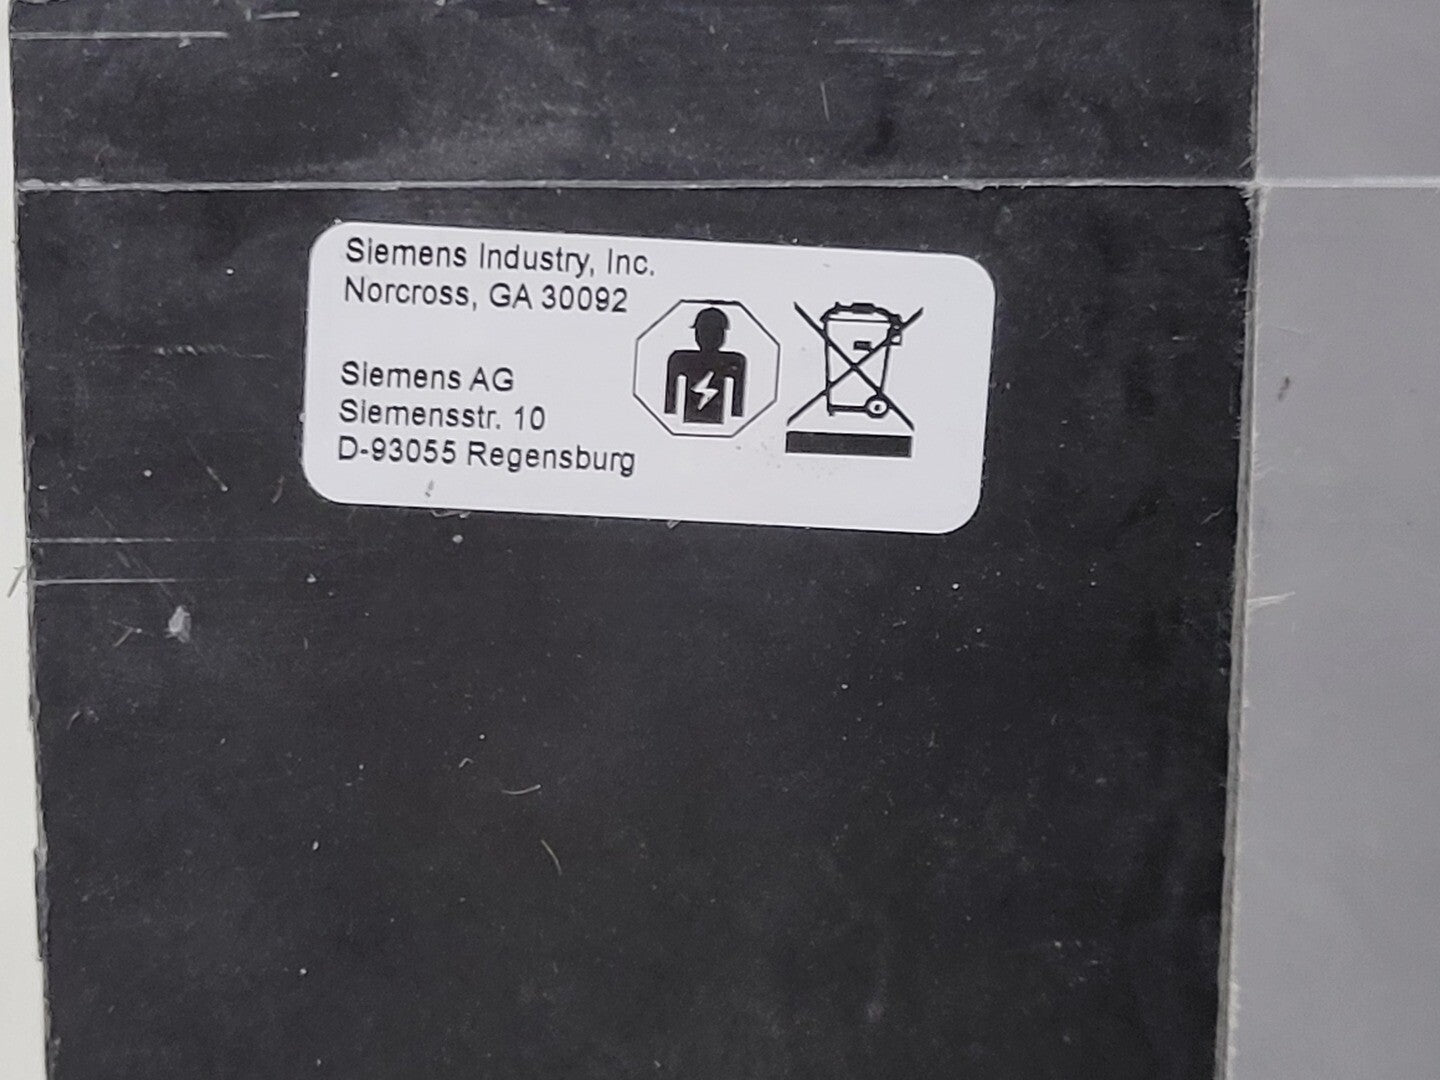 Siemens Industry, Inc.
Norcross, GA 30092
Siemens AG
Siemensstr. 10
D-93055 Regensburg